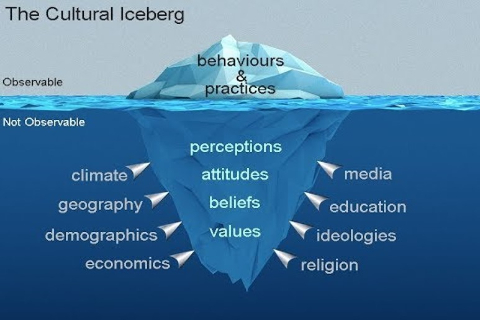 The Cultural Iceberg
behaviours
&
practices
Observable
Not Observable
perceptions
attitudes
beliefs
values
climate
geography
demographics
economics
media
education
ideologies
religion